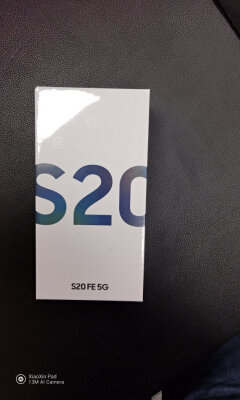 S20
S20 FE 5G
XiaoXin Pad
13M AI Camera